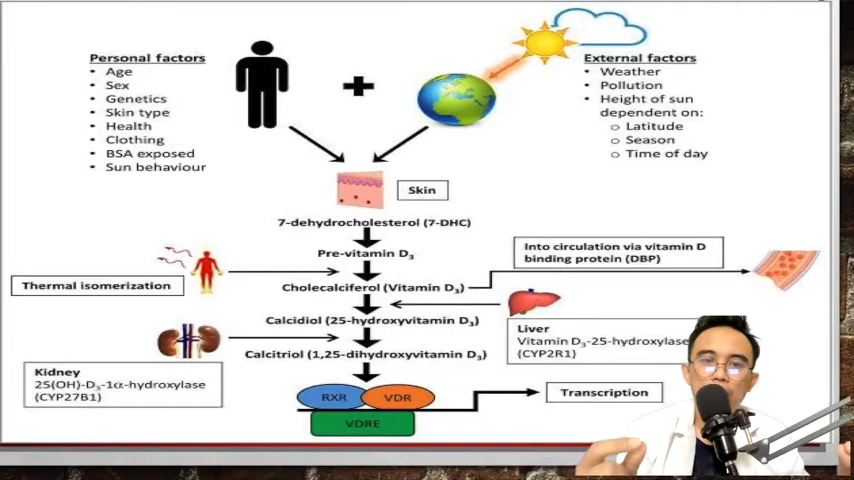 Personal factors
• Age
• Sex
• Genetics
• Skin type
• Health
• Clothing
• BSA exposed
• Sun behaviour
External factors
• Weather
• Pollution
• Height of sun
dependent on:
o Latitude
o Season
o Time of day
Skin
7-dehydrocholesterol (7-DHC)
Pre-vitamin D₃
Thermal isomerization
Into circulation via vitamin D
binding protein (DBP)
Cholecalciferol (Vitamin D₃)
Calcidiol (25-hydroxyvitamin D₃)
Liver
Vitamin D₃-25-hydroxylase
(CYP2R1)
Calcitriol (1,25-dihydroxyvitamin D₃)
Kidney
25(OH)-D₃-1α-hydroxylase
(CYP27B1)
RXR
VDR
VDRE
Transcription